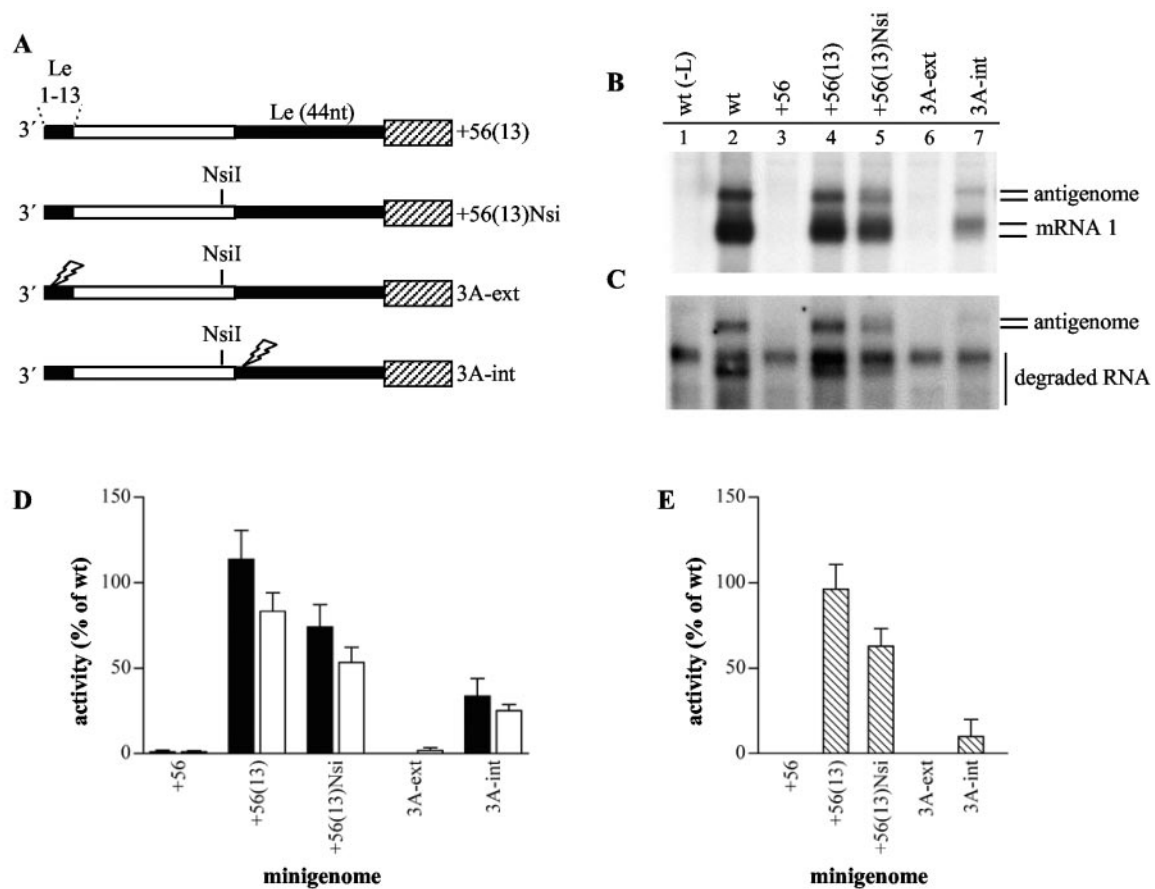 A
Le
1-13
Le (44nt)
3´
+56(13)
NsiI
3´
+56(13)Nsi
NsiI
3´
3A-ext
NsiI
3´
3A-int
B
wt (-L)
wt
+56
+56(13)
+56(13)Nsi
3A-ext
3A-int
1 2 3 4 5 6 7
antigenome
mRNA 1
C
antigenome
degraded RNA
D
activity (% of wt)
150
100
50
0
+56
+56(13)
+56(13)Nsi
3A-ext
3A-int
minigenome
E
activity (% of wt)
150
100
50
0
+56
+56(13)
+56(13)Nsi
3A-ext
3A-int
minigenome